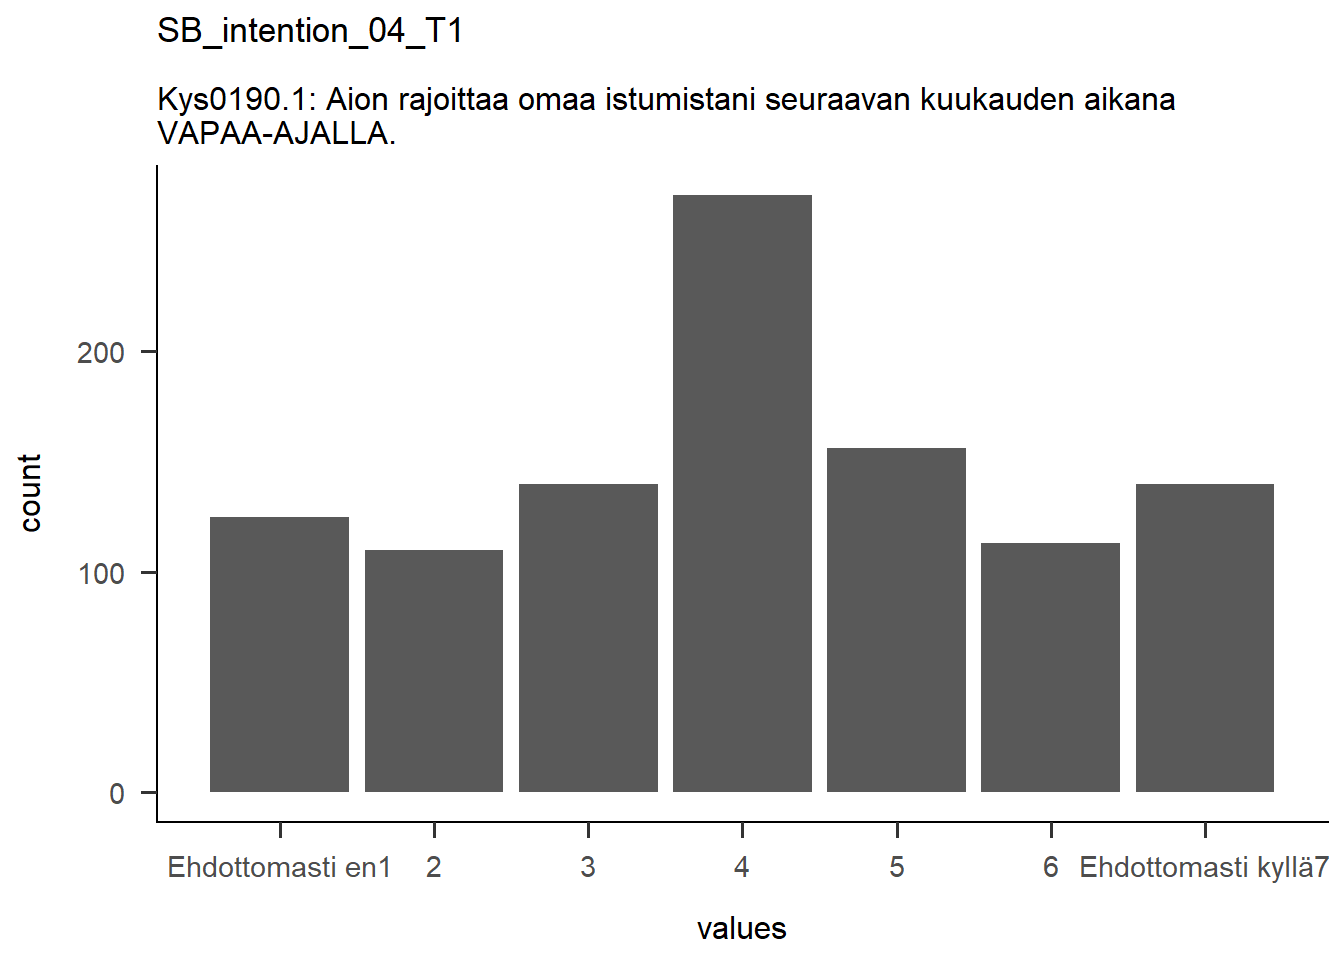 SB_intention_04_T1
Kys0190.1: Aion rajoittaa omaa istumistani seuraavan kuukauden aikana
VAPAA-AJALLA.
count
200
100
0
Ehdottomasti en1 2 3 4 5 6 Ehdottomasti kyllä7
values